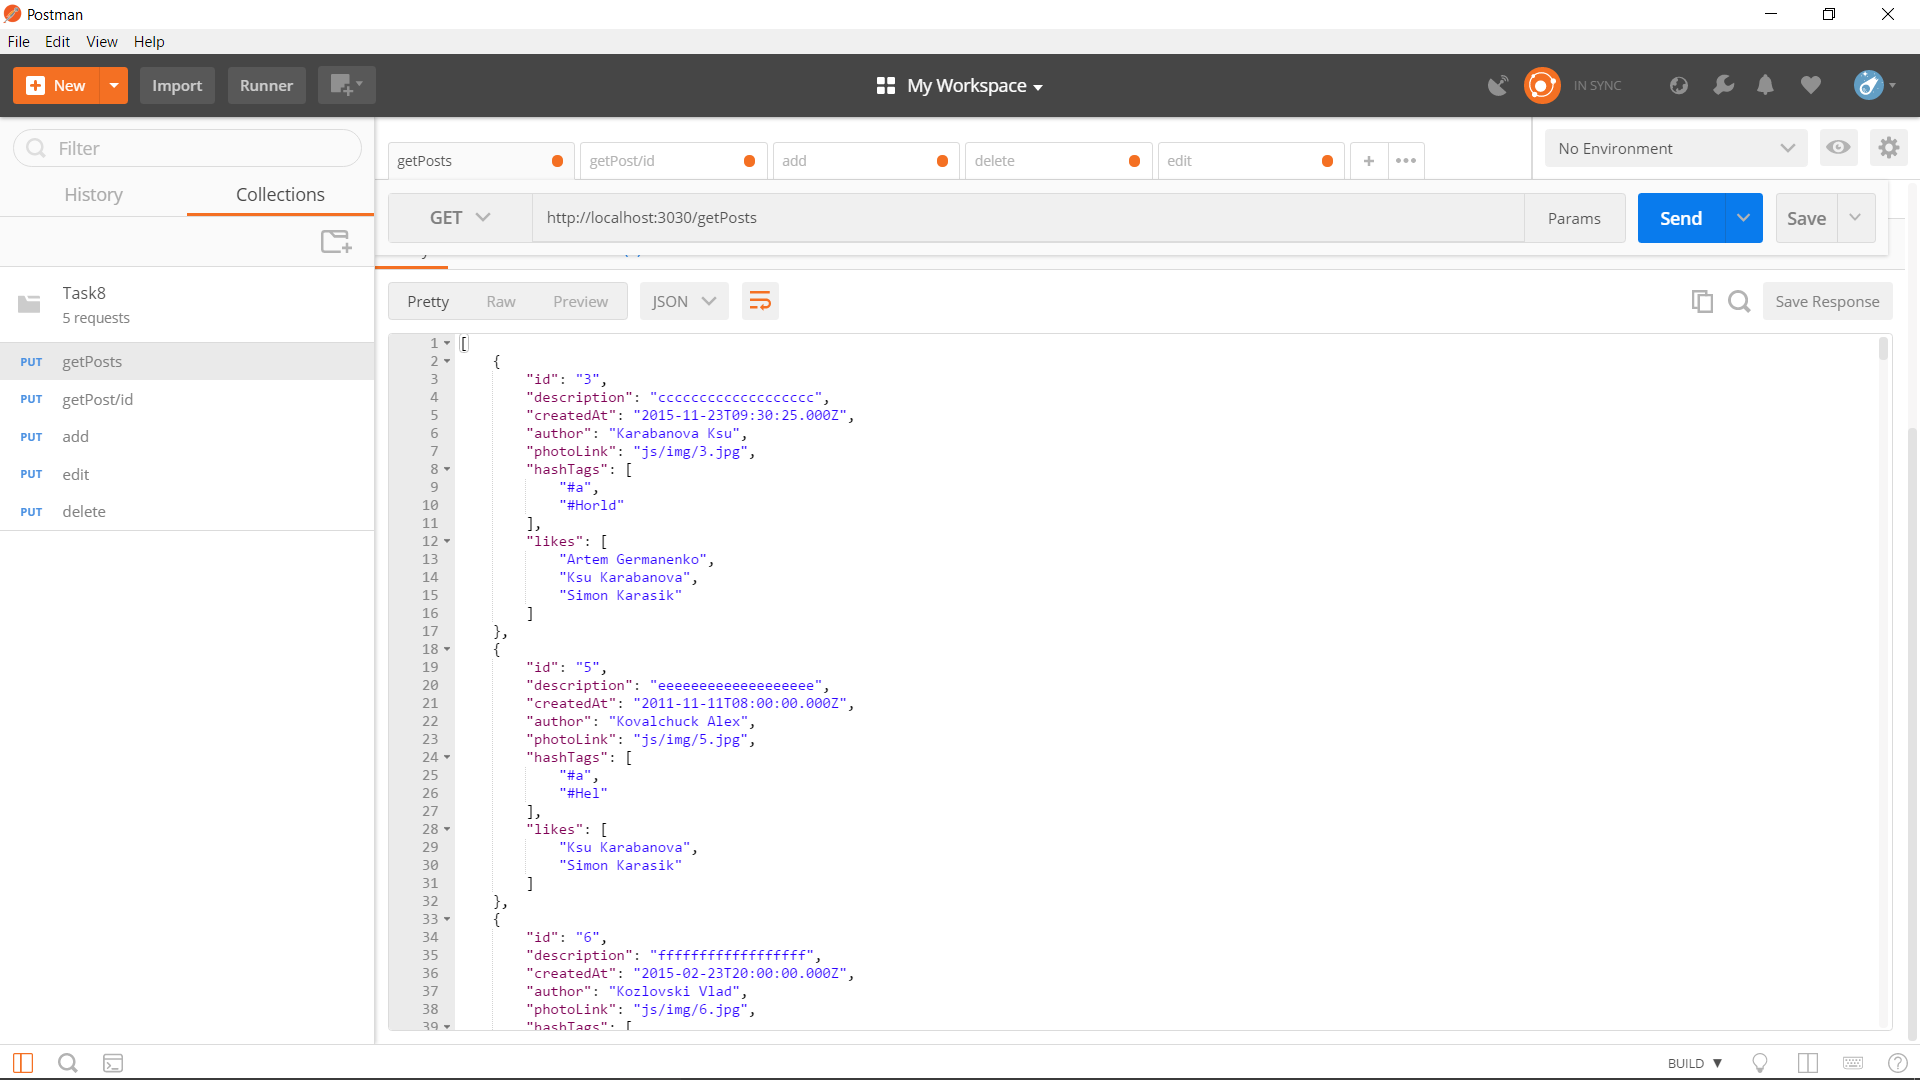 Postman
File Edit View Help
New Import Runner My Workspace IN SYNC
Filter
History Collections
Task8
5 requests
PUT getPosts
PUT getPost/id
PUT add
PUT edit
PUT delete
getPosts getPost/id add delete edit + •••
No Environment
GET http://localhost:3030/getPosts Params Send Save
Pretty Raw Preview JSON Save Response
1 [
2 {
3 "id": "3",
4 "description": "ccccccccccccccccccc",
5 "createdAt": "2015-11-23T09:30:25.000Z",
6 "author": "Karabanova Ksu",
7 "photoLink": "js/img/3.jpg",
8 "hashTags": [
9 "#a",
10 "#Horld"
11 ],
12 "likes": [
13 "Artem Germanenko",
14 "Ksu Karabanova",
15 "Simon Karasik"
16 ]
17 },
18 {
19 "id": "5",
20 "description": "eeeeeeeeeeeeeeeeeee",
21 "createdAt": "2011-11-11T08:00:00.000Z",
22 "author": "Kovalchuck Alex",
23 "photoLink": "js/img/5.jpg",
24 "hashTags": [
25 "#a",
26 "#Hel"
27 ],
28 "likes": [
29 "Ksu Karabanova",
30 "Simon Karasik"
31 ]
32 },
33 {
34 "id": "6",
35 "description": "ffffffffffffffffff",
36 "createdAt": "2015-02-23T20:00:00.000Z",
37 "author": "Kozlovski Vlad",
38 "photoLink": "js/img/6.jpg",
39 "hashTags": [
BUILD